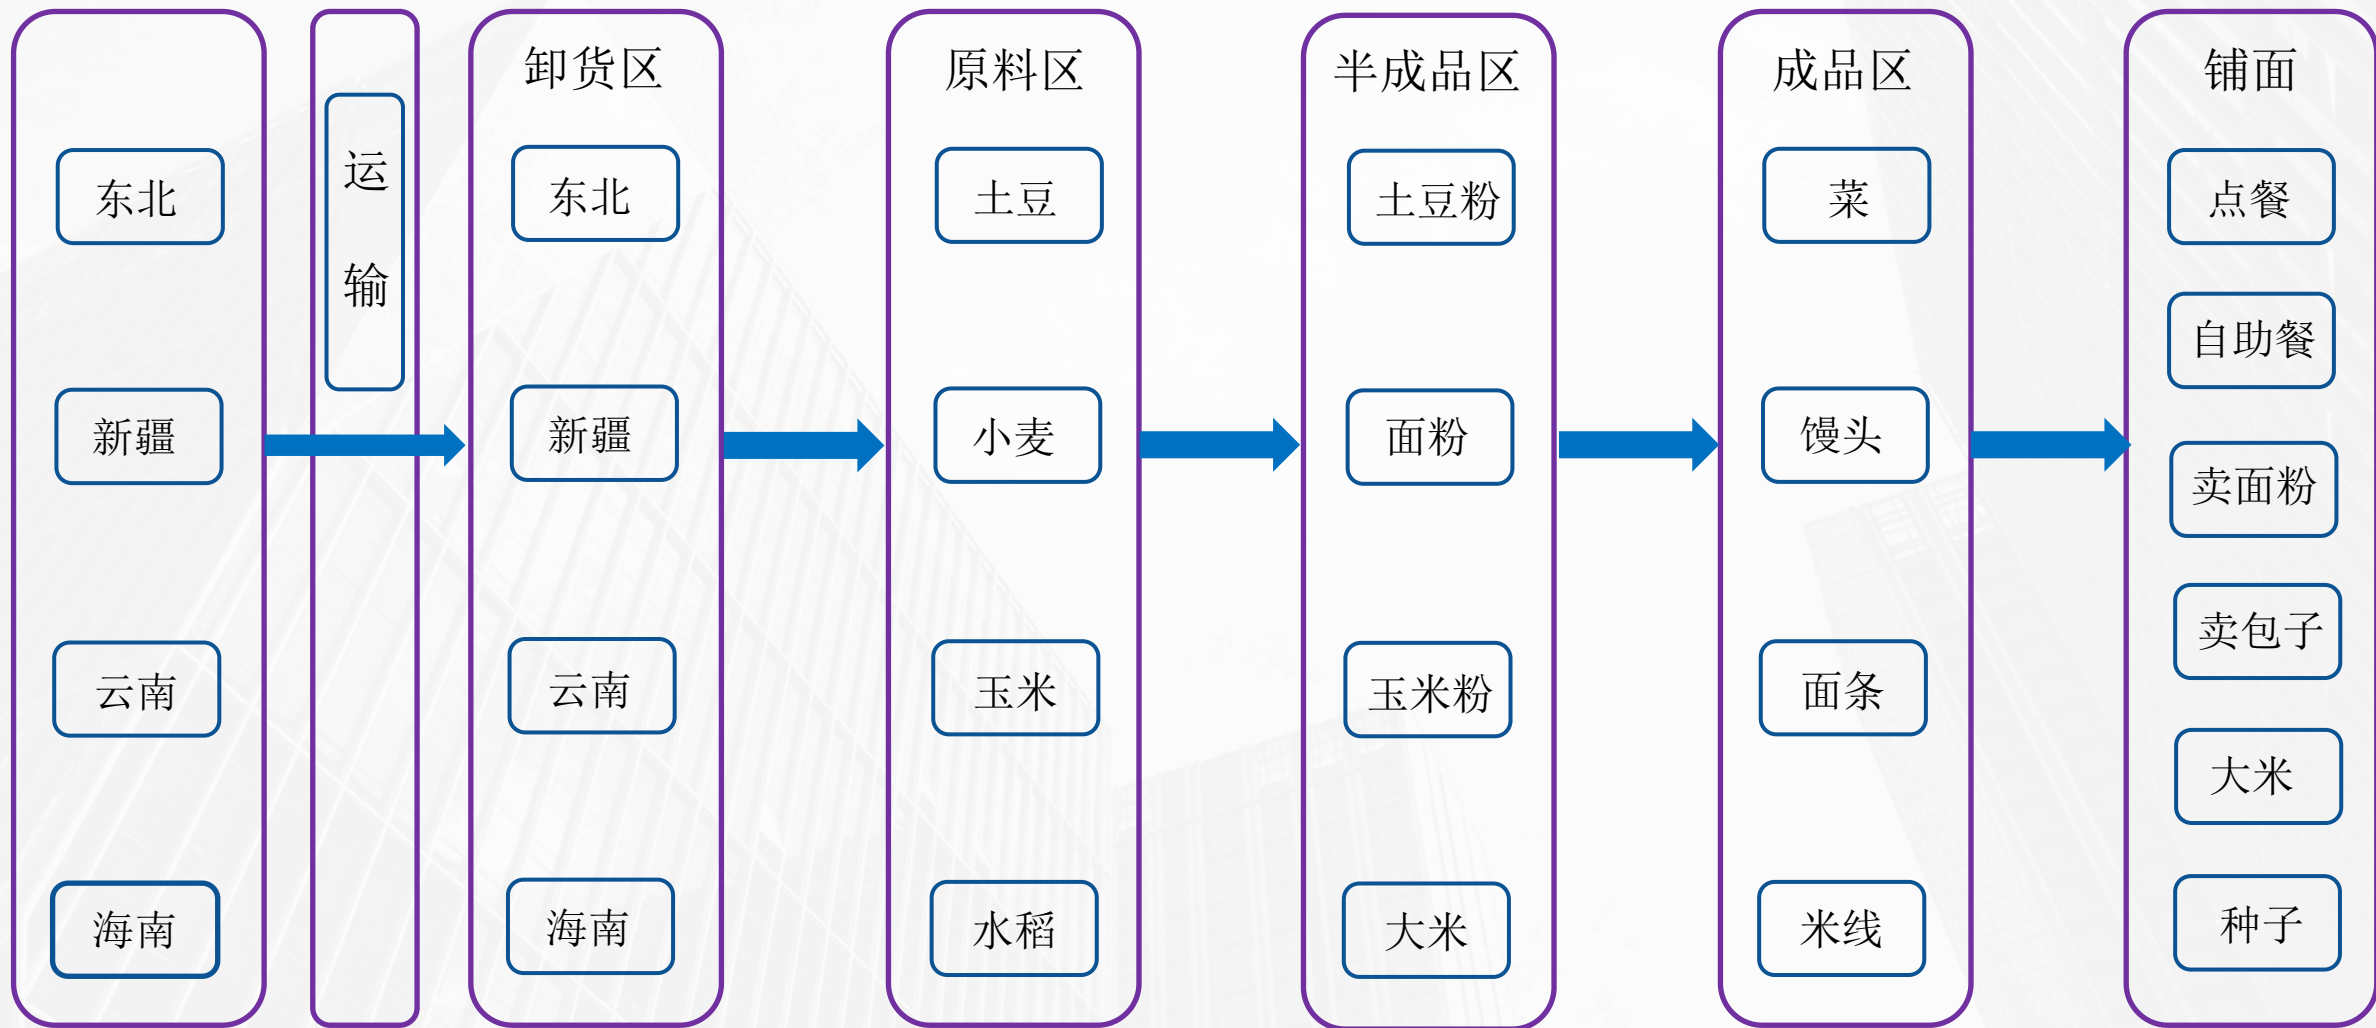 东北
新疆
云南
海南
运
输
卸货区
东北
新疆
云南
海南
原料区
土豆
小麦
玉米
水稻
半成品区
土豆粉
面粉
玉米粉
大米
成品区
菜
馒头
面条
米线
铺面
点餐
自助餐
卖面粉
卖包子
大米
种子